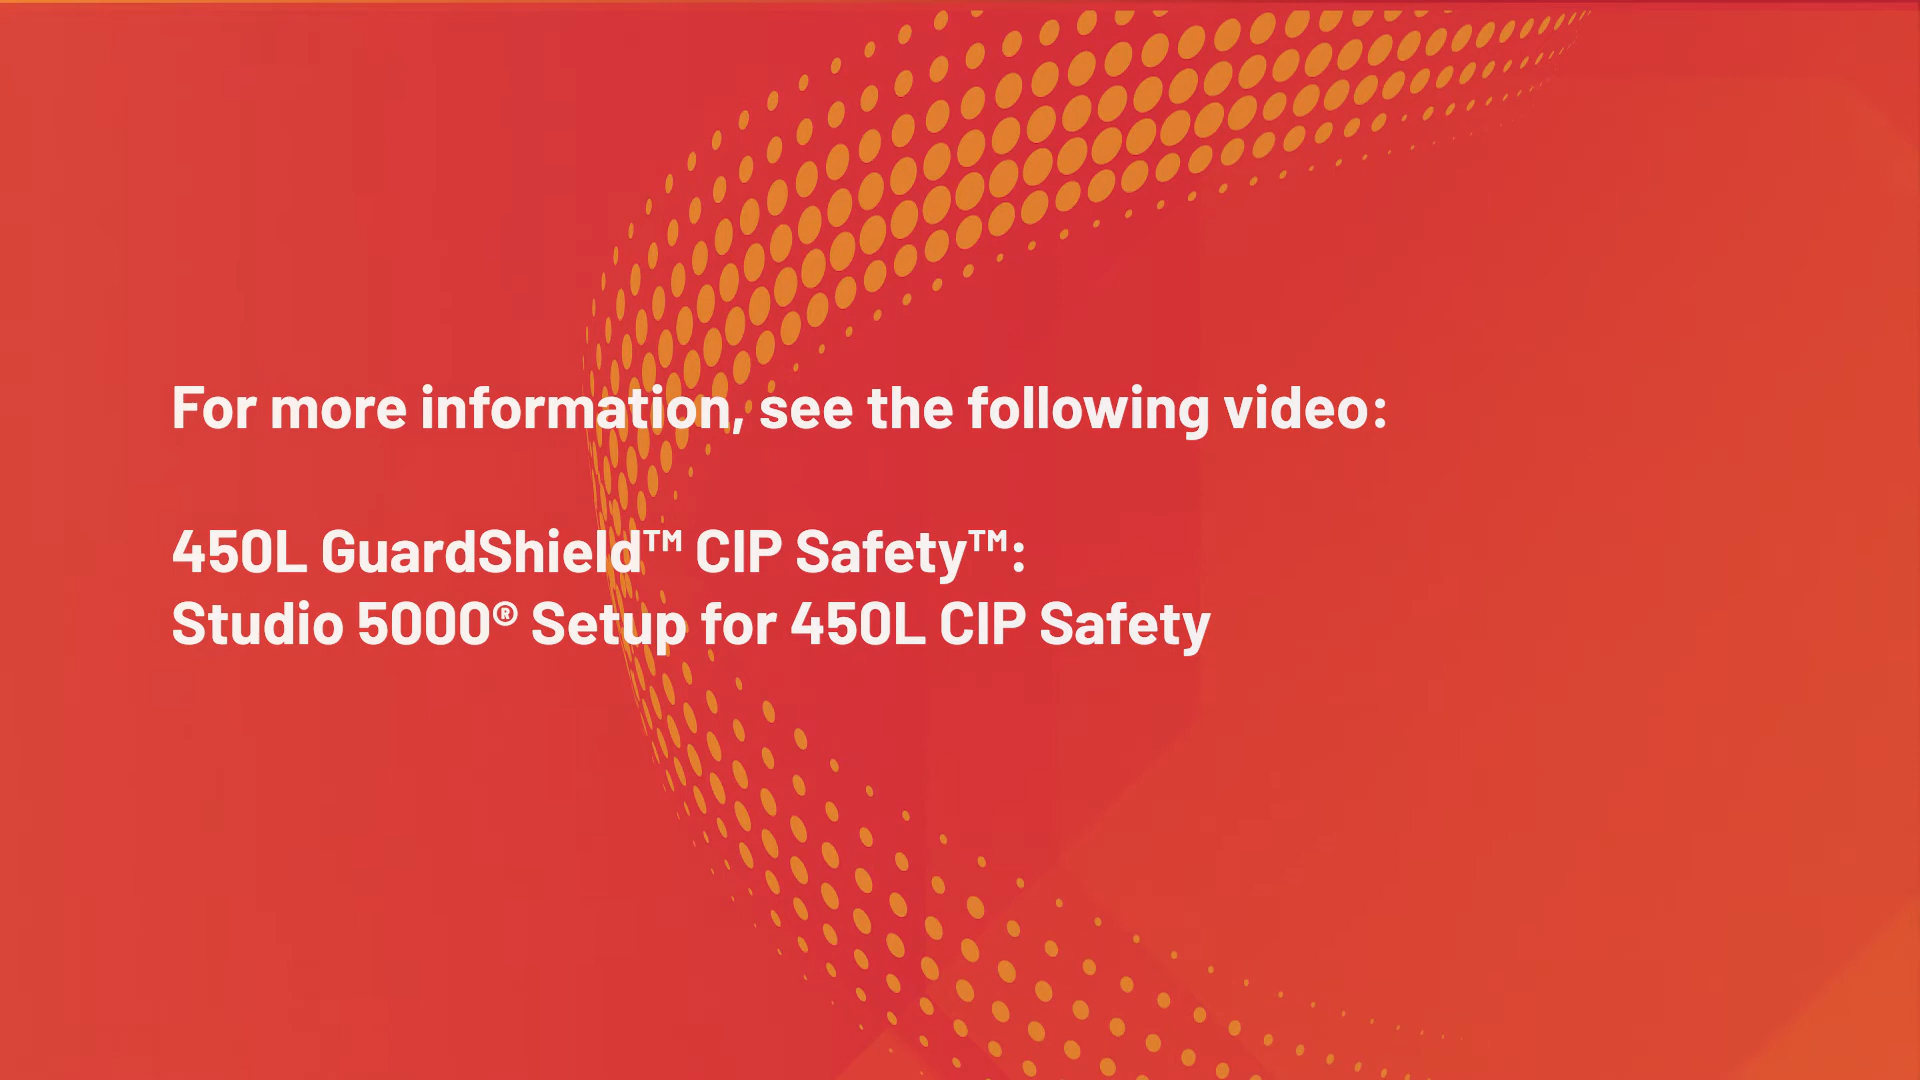 For more information, see the following video:
450L GuardShield™ CIP Safety™:
Studio 5000® Setup for 450L CIP Safety